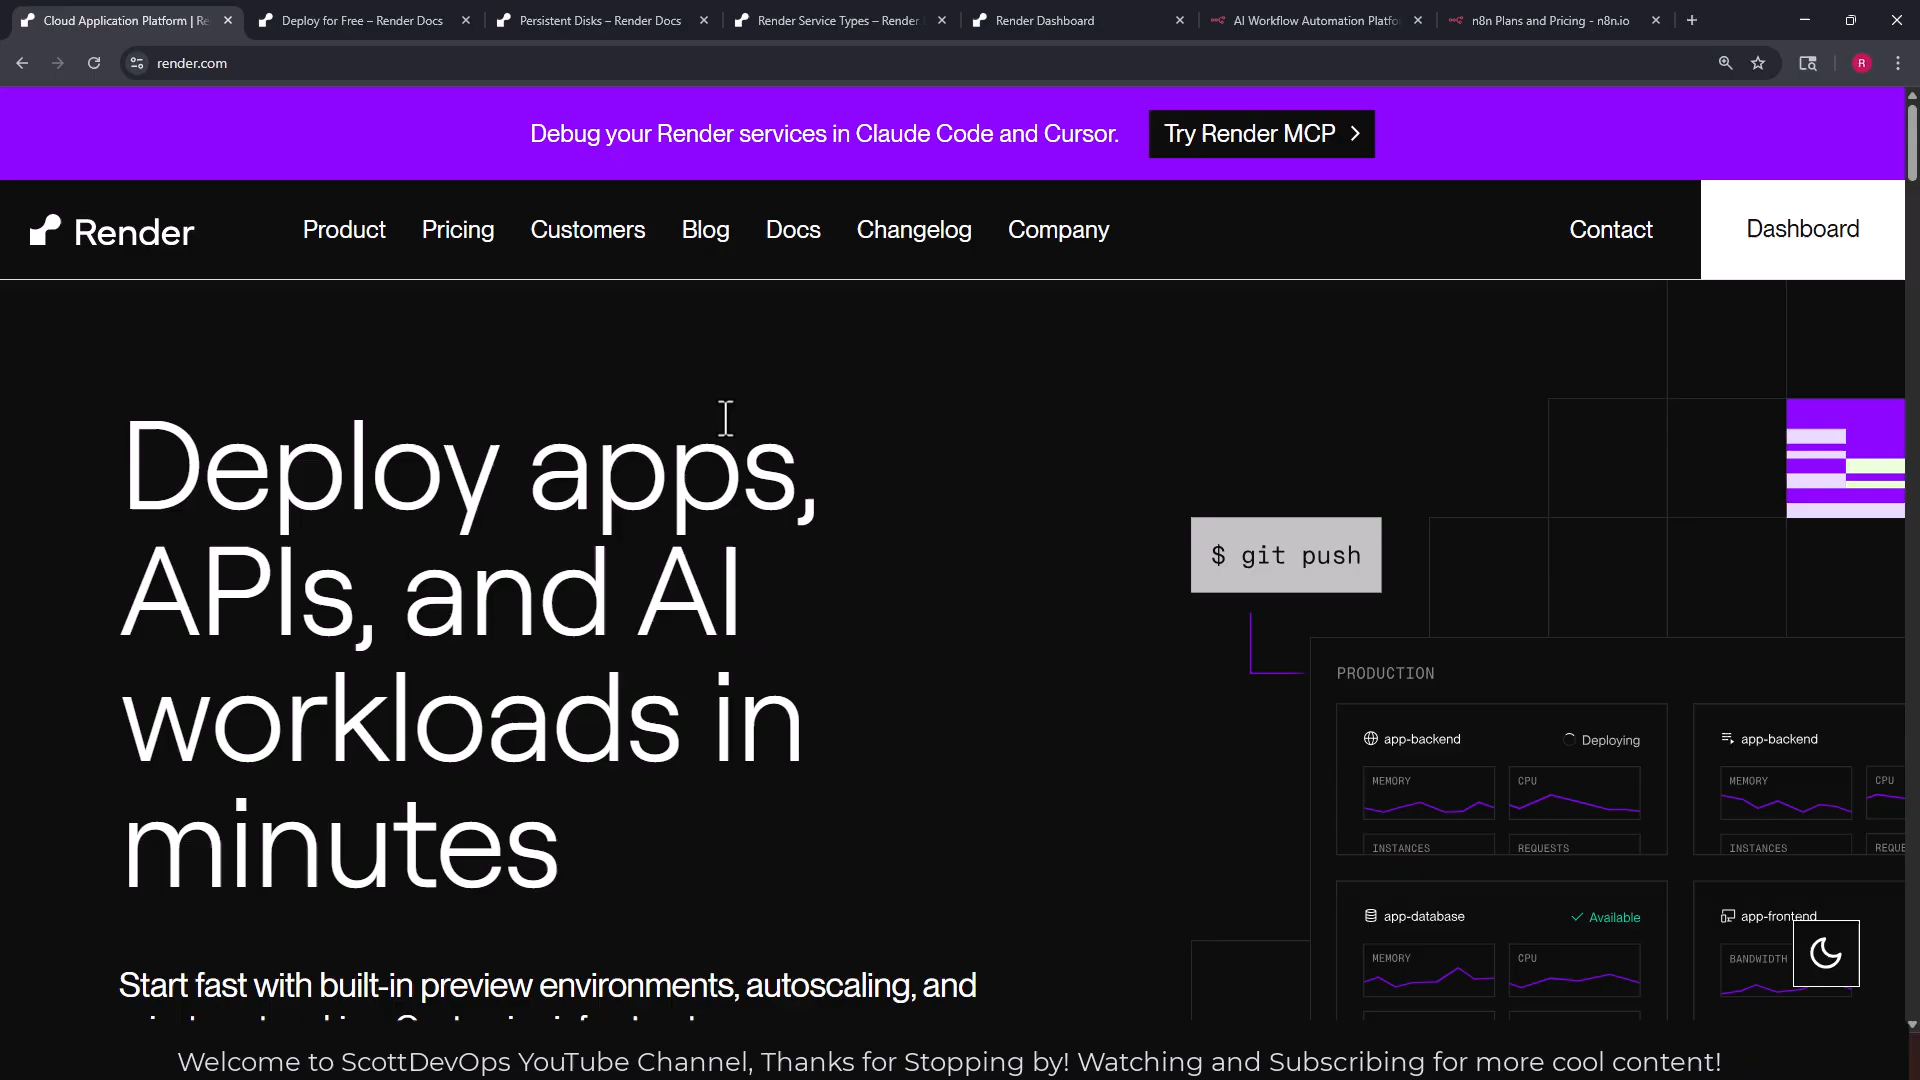 Cloud Application Platform | Re
Deploy for Free – Render Docs
Persistent Disks – Render Docs
Render Service Types – Render
Render Dashboard
AI Workflow Automation Platfo
n8n Plans and Pricing - n8n.io
render.com
R
Debug your Render services in Claude Code and Cursor.
Try Render MCP
Render
Product
Pricing
Customers
Blog
Docs
Changelog
Company
Contact
Dashboard
Deploy apps,
APIs, and AI
workloads in
minutes
$ git push
PRODUCTION
app-backend
Deploying
app-backend
MEMORY
CPU
MEMORY
CPU
INSTANCES
REQUESTS
INSTANCES
REQUE
app-database
Available
app-frontend
MEMORY
CPU
BANDWIDTH
Start fast with built-in preview environments, autoscaling, and
Welcome to ScottDevOps YouTube Channel, Thanks for Stopping by! Watching and Subscribing for more cool content!